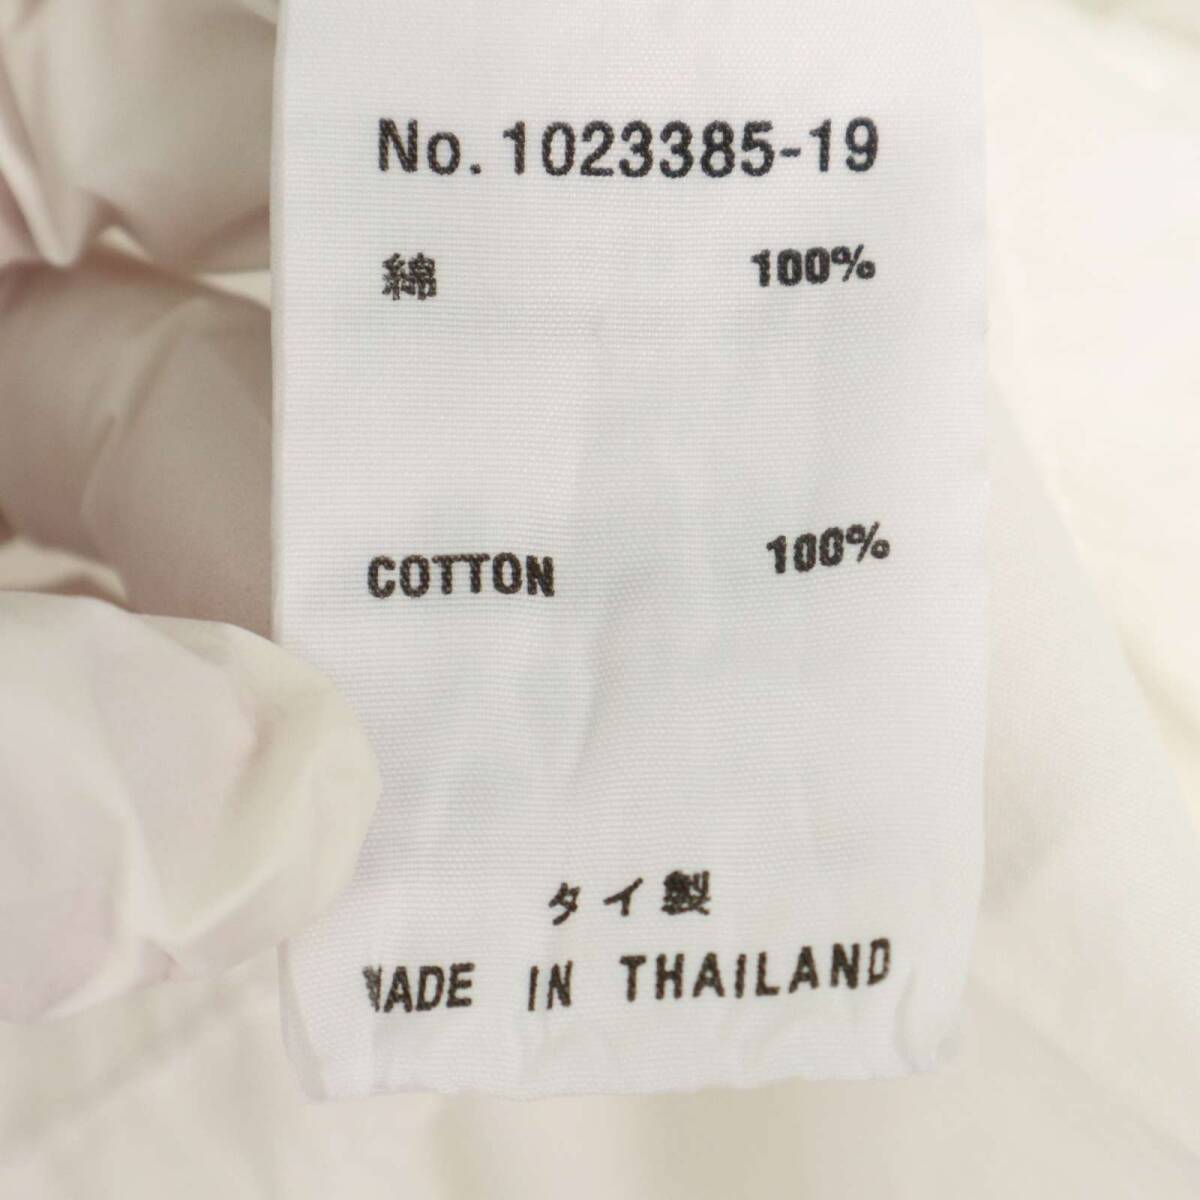 No. 1023385-19
綿 100%
COTTON 100%
タイ製
MADE IN THAILAND